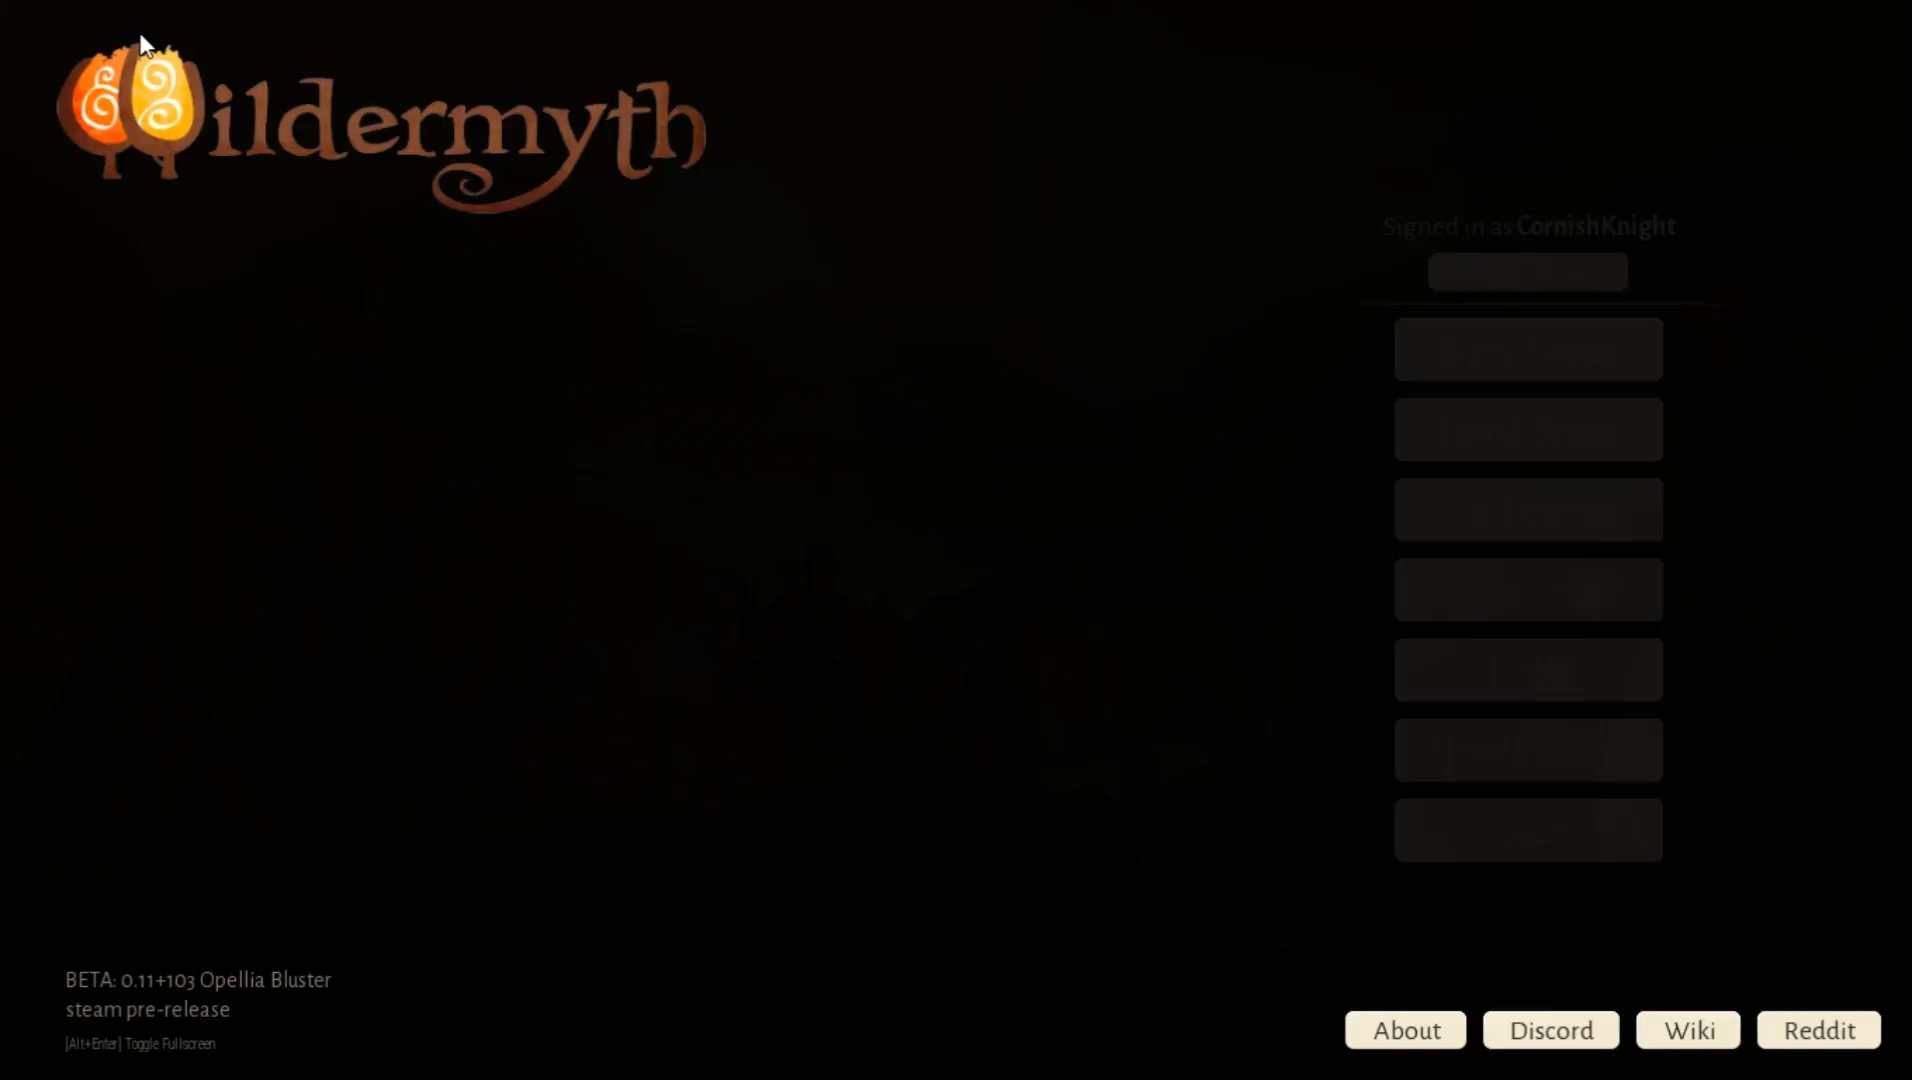 Wildermyth
Signed in as CornishKnight
BETA: 0.11+103 Opellia Bluster
steam pre-release
[Alt+Enter] Toggle Fullscreen
About
Discord
Wiki
Reddit